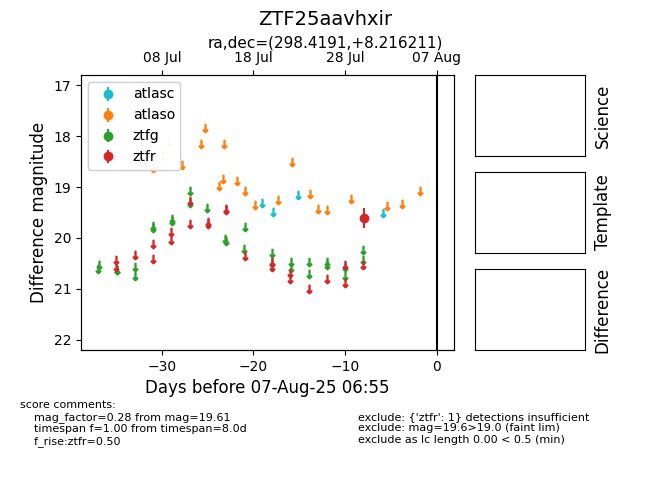 ZTF25aavhxir
ra,dec=(298.4191,+8.216211)
08 Jul 18 Jul 28 Jul 07 Aug
atlasc
atlaso
ztfg
ztfr
17
18
19
20
21
22
Difference magnitude
−30 −20 −10 0
Days before 07-Aug-25 06:55
Science
Template
Difference
score comments:
mag_factor=0.28 from mag=19.61
timespan f=1.00 from timespan=8.0d
f_rise:ztfr=0.50
exclude: {'ztfr': 1} detections insufficient
exclude: mag=19.6>19.0 (faint lim)
exclude as lc length 0.00 < 0.5 (min)